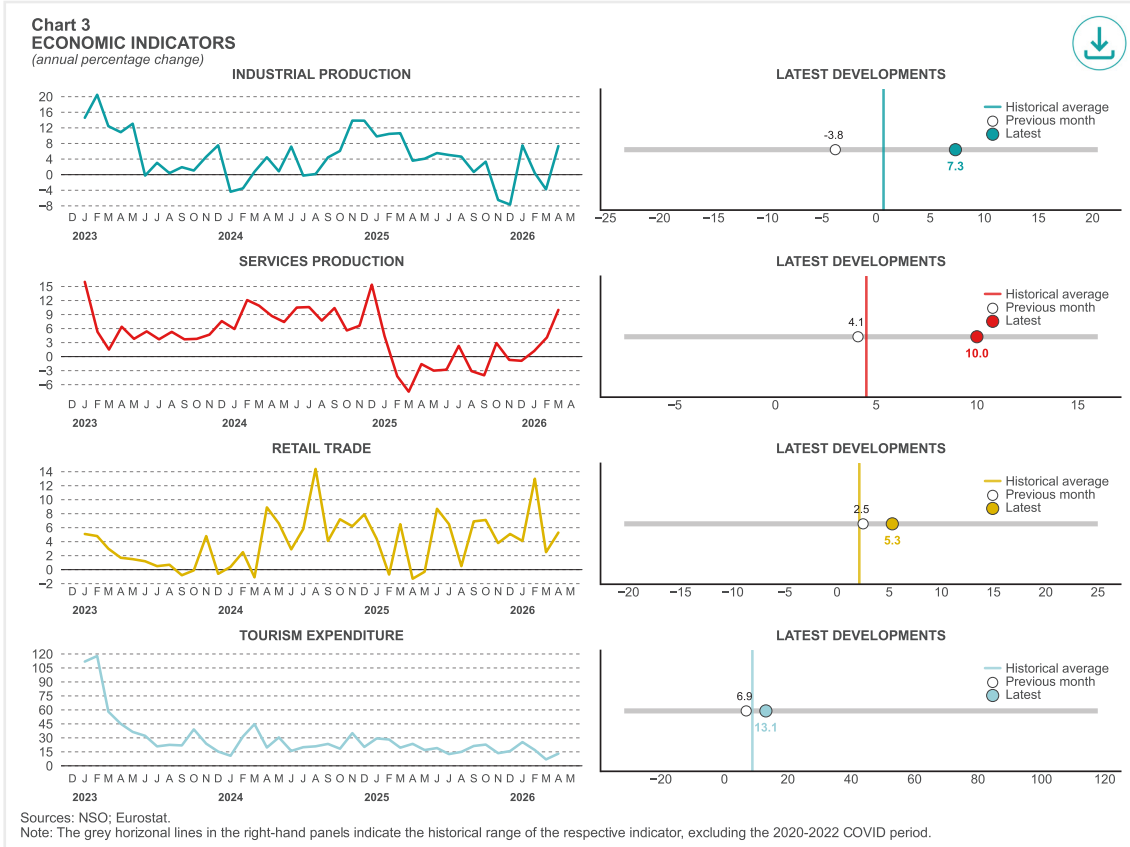 Chart 3
ECONOMIC INDICATORS
(annual percentage change)
INDUSTRIAL PRODUCTION
20
16
12
8
4
0
−4
−8
D J F M A M J J A S O N D J F M A M J J A S O N D J F M A M J J A S O N D J F M A M
2023 2024 2025 2026
LATEST DEVELOPMENTS
Historical average
Previous month
Latest
-3.8
7.3
−25 −20 −15 −10 −5 0 5 10 15 20
SERVICES PRODUCTION
15
12
9
6
3
0
−3
−6
D J F M A M J J A S O N D J F M A M J J A S O N D J F M A M J J A S O N D J F M A
2023 2024 2025 2026
LATEST DEVELOPMENTS
Historical average
Previous month
Latest
4.1
10.0
−5 0 5 10 15
RETAIL TRADE
14
12
10
8
6
4
2
0
−2
D J F M A M J J A S O N D J F M A M J J A S O N D J F M A M J J A S O N D J F M A M
2023 2024 2025 2026
LATEST DEVELOPMENTS
Historical average
Previous month
Latest
2.5
5.3
−20 −15 −10 −5 0 5 10 15 20 25
TOURISM EXPENDITURE
120
105
90
75
60
45
30
15
0
D J F M A M J J A S O N D J F M A M J J A S O N D J F M A M J J A S O N D J F M A M
2023 2024 2025 2026
LATEST DEVELOPMENTS
Historical average
Previous month
Latest
6.9
13.1
−20 0 20 40 60 80 100 120
Sources: NSO; Eurostat.
Note: The grey horizonal lines in the right-hand panels indicate the historical range of the respective indicator, excluding the 2020-2022 COVID period.